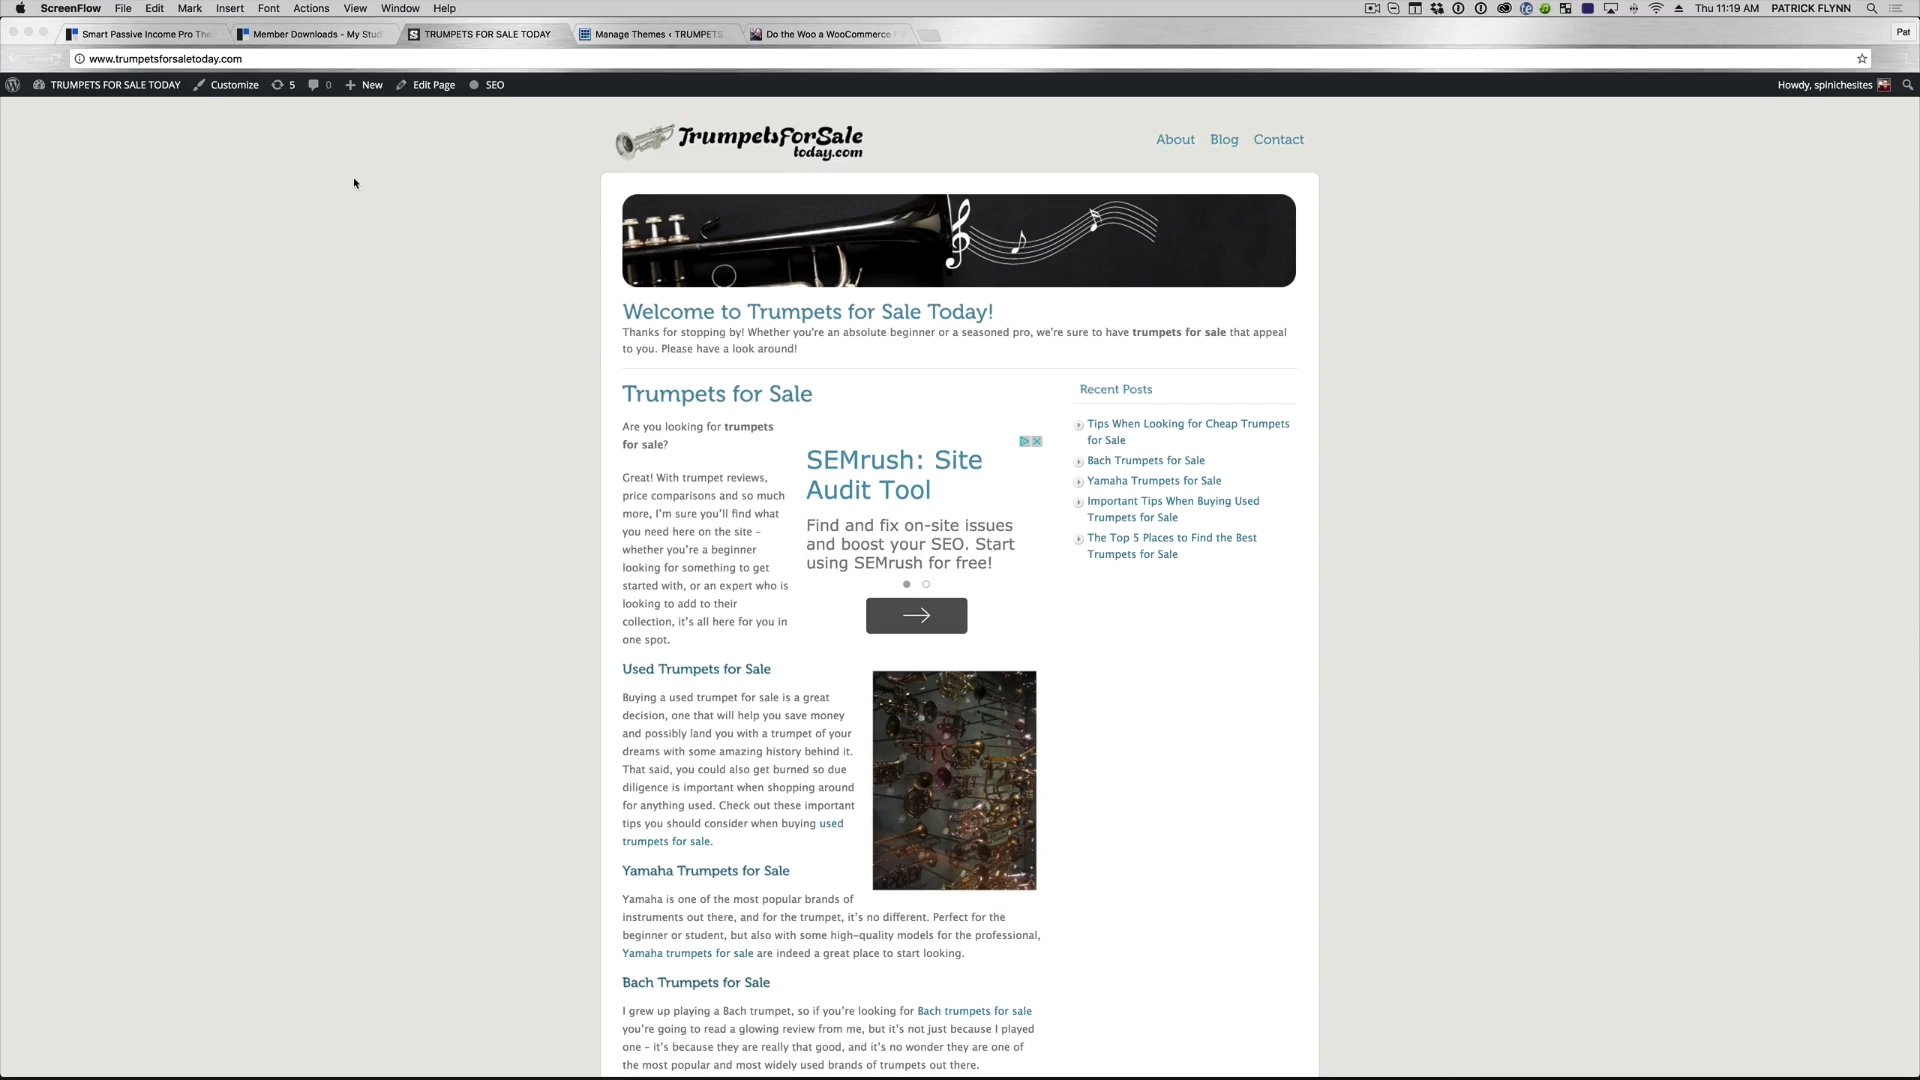 ScreenFlow File Edit Mark Insert Font Actions View Window Help Thu 11:19 AM PATRICK FLYNN
Smart Passive Income Pro The Member Downloads - My Stud TRUMPETS FOR SALE TODAY Manage Themes ‹ TRUMPETS Do the Woo a WooCommerce Pat
www.trumpetsforsaletoday.com
TRUMPETS FOR SALE TODAY Customize 5 0 New Edit Page SEO Howdy, spinichesites
TrumpetsForSale
today.com
About Blog Contact
Welcome to Trumpets for Sale Today!
Thanks for stopping by! Whether you're an absolute beginner or a seasoned pro, we're sure to have trumpets for sale that appeal
to you. Please have a look around!
Trumpets for Sale
Are you looking for trumpets
for sale?
Great! With trumpet reviews,
price comparisons and so much
more, I'm sure you'll find what
you need here on the site –
whether you're a beginner
looking for something to get
started with, or an expert who is
looking to add to their
collection, it's all here for you in
one spot.
SEMrush: Site
Audit Tool
Find and fix on-site issues
and boost your SEO. Start
using SEMrush for free!
Used Trumpets for Sale
Buying a used trumpet for sale is a great
decision, one that will help you save money
and possibly land you with a trumpet of your
dreams with some amazing history behind it.
That said, you could also get burned so due
diligence is important when shopping around
for anything used. Check out these important
tips you should consider when buying used
trumpets for sale.
Yamaha Trumpets for Sale
Yamaha is one of the most popular brands of
instruments out there, and for the trumpet, it's no different. Perfect for the
beginner or student, but also with some high-quality models for the professional,
Yamaha trumpets for sale are indeed a great place to start looking.
Bach Trumpets for Sale
I grew up playing a Bach trumpet, so if you're looking for Bach trumpets for sale
you're going to read a glowing review from me, but it's not just because I played
one – it's because they are really that good, and it's no wonder they are one of
the most popular and most widely used brands of trumpets out there.
Recent Posts
Tips When Looking for Cheap Trumpets
for Sale
Bach Trumpets for Sale
Yamaha Trumpets for Sale
Important Tips When Buying Used
Trumpets for Sale
The Top 5 Places to Find the Best
Trumpets for Sale